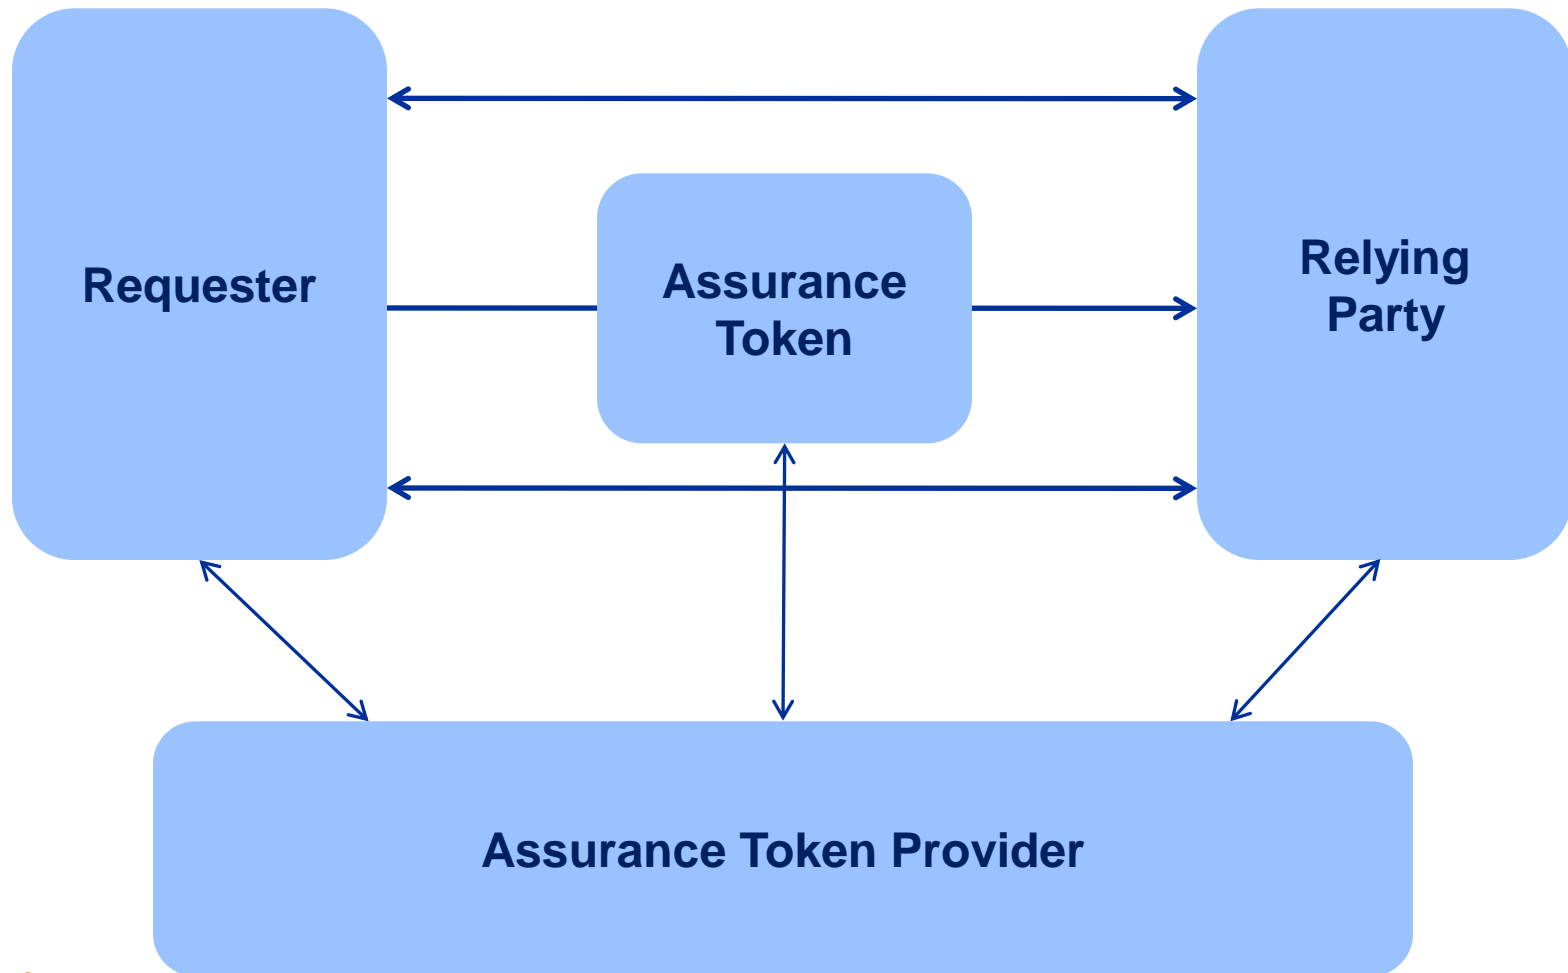 Requester
Assurance
Token
Relying
Party
Assurance Token Provider